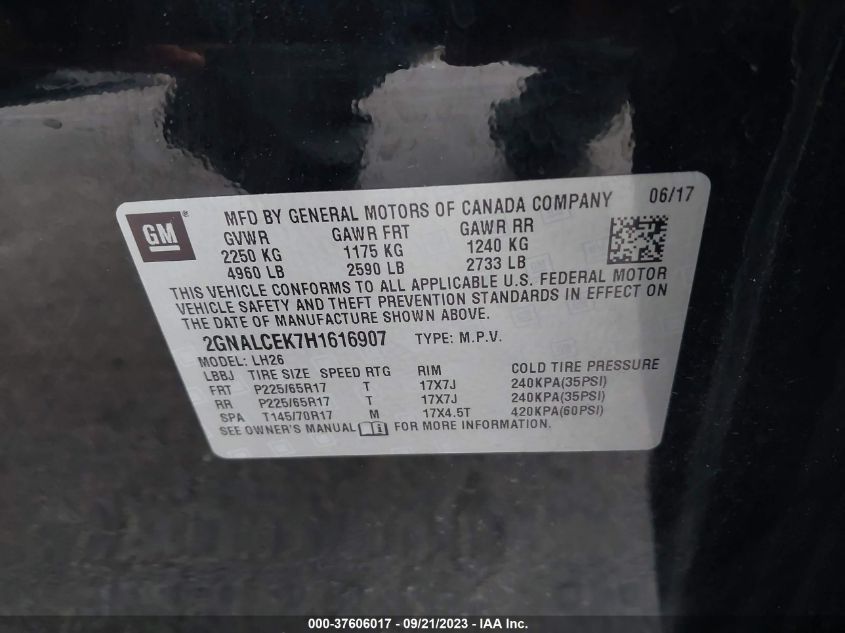 GM ®
MFD BY GENERAL MOTORS OF CANADA COMPANY 06/17
GVWR GAWR FRT GAWR RR
2250 KG 1175 KG 1240 KG
4960 LB 2590 LB 2733 LB
THIS VEHICLE CONFORMS TO ALL APPLICABLE U.S. FEDERAL MOTOR
VEHICLE SAFETY AND THEFT PREVENTION STANDARDS IN EFFECT ON
THE DATE OF MANUFACTURE SHOWN ABOVE.
2GNALCEK7H1616907 TYPE: M.P.V.
MODEL: LH26
LBBJ TIRE SIZE SPEED RTG RIM COLD TIRE PRESSURE
FRT P225/65R17 T 17X7J 240KPA(35PSI)
RR P225/65R17 T 17X7J 240KPA(35PSI)
SPA T145/70R17 M 17X4.5T 420KPA(60PSI)
SEE OWNER'S MANUAL FOR MORE INFORMATION.
000-37606017 - 09/21/2023 - IAA Inc.